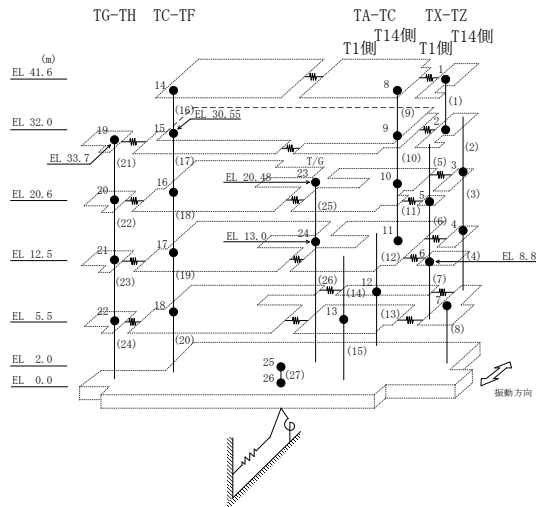 TG-TH TC-TF TA-TC TX-TZ
T1側 T14側 T1側 T14側
(m)
EL 41.6
14 8 1
(16) (9) (1)
EL 30.55
EL 32.0
19 15 9 2
(2)
EL 33.7
(21) (17) (10)
T/G
10 (5) 3
EL 20.6
20 16 EL 20.48 23 5 (3)
(22) (18) (25) (11)
(6) 4
EL 13.0 24 11
EL 12.5
21 17 (12) 6 (4) EL 8.8
(23) (19) (26) (14) 12 (7)
EL 5.5
22 18 13 (13) 7
(24) (20) (15) (8)
EL 2.0
25
(27)
EL 0.0
26
振動方向